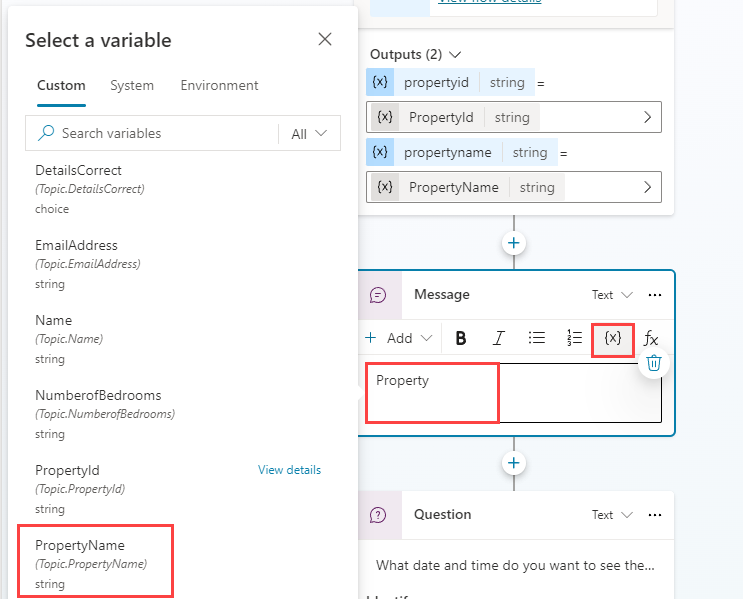 Select a variable
Custom System Environment
Search variables All
DetailsCorrect
(Topic.DetailsCorrect)
choice
EmailAddress
(Topic.EmailAddress)
string
Name
(Topic.Name)
string
NumberofBedrooms
(Topic.NumberofBedrooms)
string
PropertyId View details
(Topic.PropertyId)
string
PropertyName
(Topic.PropertyName)
string
View flow details
Outputs (2)
{x} propertyid string =
{x} PropertyId string
{x} propertyname string =
{x} PropertyName string
Message Text ...
+ Add B I {x} fx
Property
Question Text ...
What date and time do you want to see the...